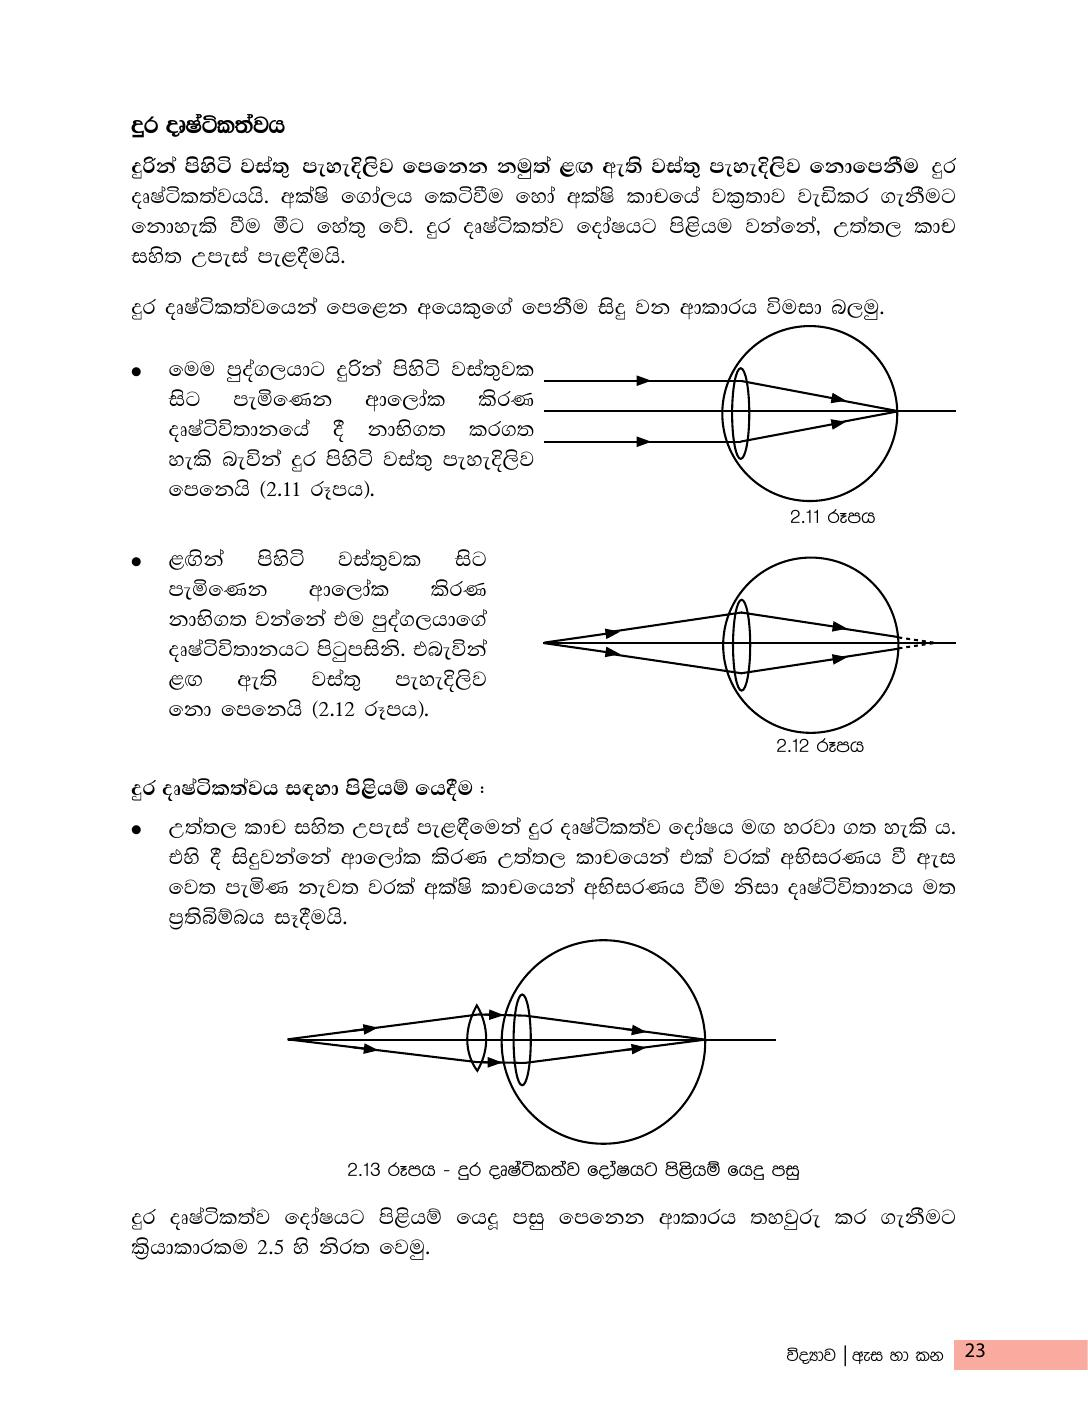 දුර දෘෂ්ටිකත්වය
දුරින් පිහිටි වස්තු පැහැදිලිව පෙනෙන නමුත් ළඟ ඇති වස්තු පැහැදිලිව නොපෙනීම දුර
දෘෂ්ටිකත්වයයි. අක්ෂි ගෝලය කෙටිවීම හෝ අක්ෂි කාචයේ වක්‍රතාව වැඩිකර ගැනීමට
නොහැකි වීම මීට හේතු වේ. දුර දෘෂ්ටිකත්ව දෝෂයට පිළියම වන්නේ, උත්තල කාච
සහිත උපැස් පැළදීමයි.
දුර දෘෂ්ටිකත්වයෙන් පෙළෙන අයෙකුගේ පෙනීම සිදු වන ආකාරය විමසා බලමු.
● මෙම පුද්ගලයාට දුරින් පිහිටි වස්තුවක
සිට පැමිණෙන ආලෝක කිරණ
දෘෂ්ටිවිතානයේ දී නාභිගත කරගත
හැකි බැවින් දුර පිහිටි වස්තු පැහැදිලිව
පෙනෙයි (2.11 රූපය).
2.11 රූපය
● ළඟින් පිහිටි වස්තුවක සිට
පැමිණෙන ආලෝක කිරණ
නාභිගත වන්නේ එම පුද්ගලයාගේ
දෘෂ්ටිවිතානයට පිටුපසිනි. එබැවින්
ළඟ ඇති වස්තු පැහැදිලිව
නො පෙනෙයි (2.12 රූපය).
2.12 රූපය
දුර දෘෂ්ටිකත්වය සඳහා පිළියම් යෙදීම :
● උත්තල කාච සහිත උපැස් පැළඳීමෙන් දුර දෘෂ්ටිකත්ව දෝෂය මඟ හරවා ගත හැකි ය.
එහි දී සිදුවන්නේ ආලෝක කිරණ උත්තල කාචයෙන් එක් වරක් අභිසරණය වී ඇස
වෙත පැමිණ නැවත වරක් අක්ෂි කාචයෙන් අභිසරණය වීම නිසා දෘෂ්ටිවිතානය මත
ප්‍රතිබිම්බය සෑදීමයි.
2.13 රූපය - දුර දෘෂ්ටිකත්ව දෝෂයට පිළියම් යෙදු පසු
දුර දෘෂ්ටිකත්ව දෝෂයට පිළියම් යෙදූ පසු පෙනෙන ආකාරය තහවුරු කර ගැනීමට
ක්‍රියාකාරකම 2.5 හි නිරත වෙමු.
විද්‍යාව | ඇස හා කන 23